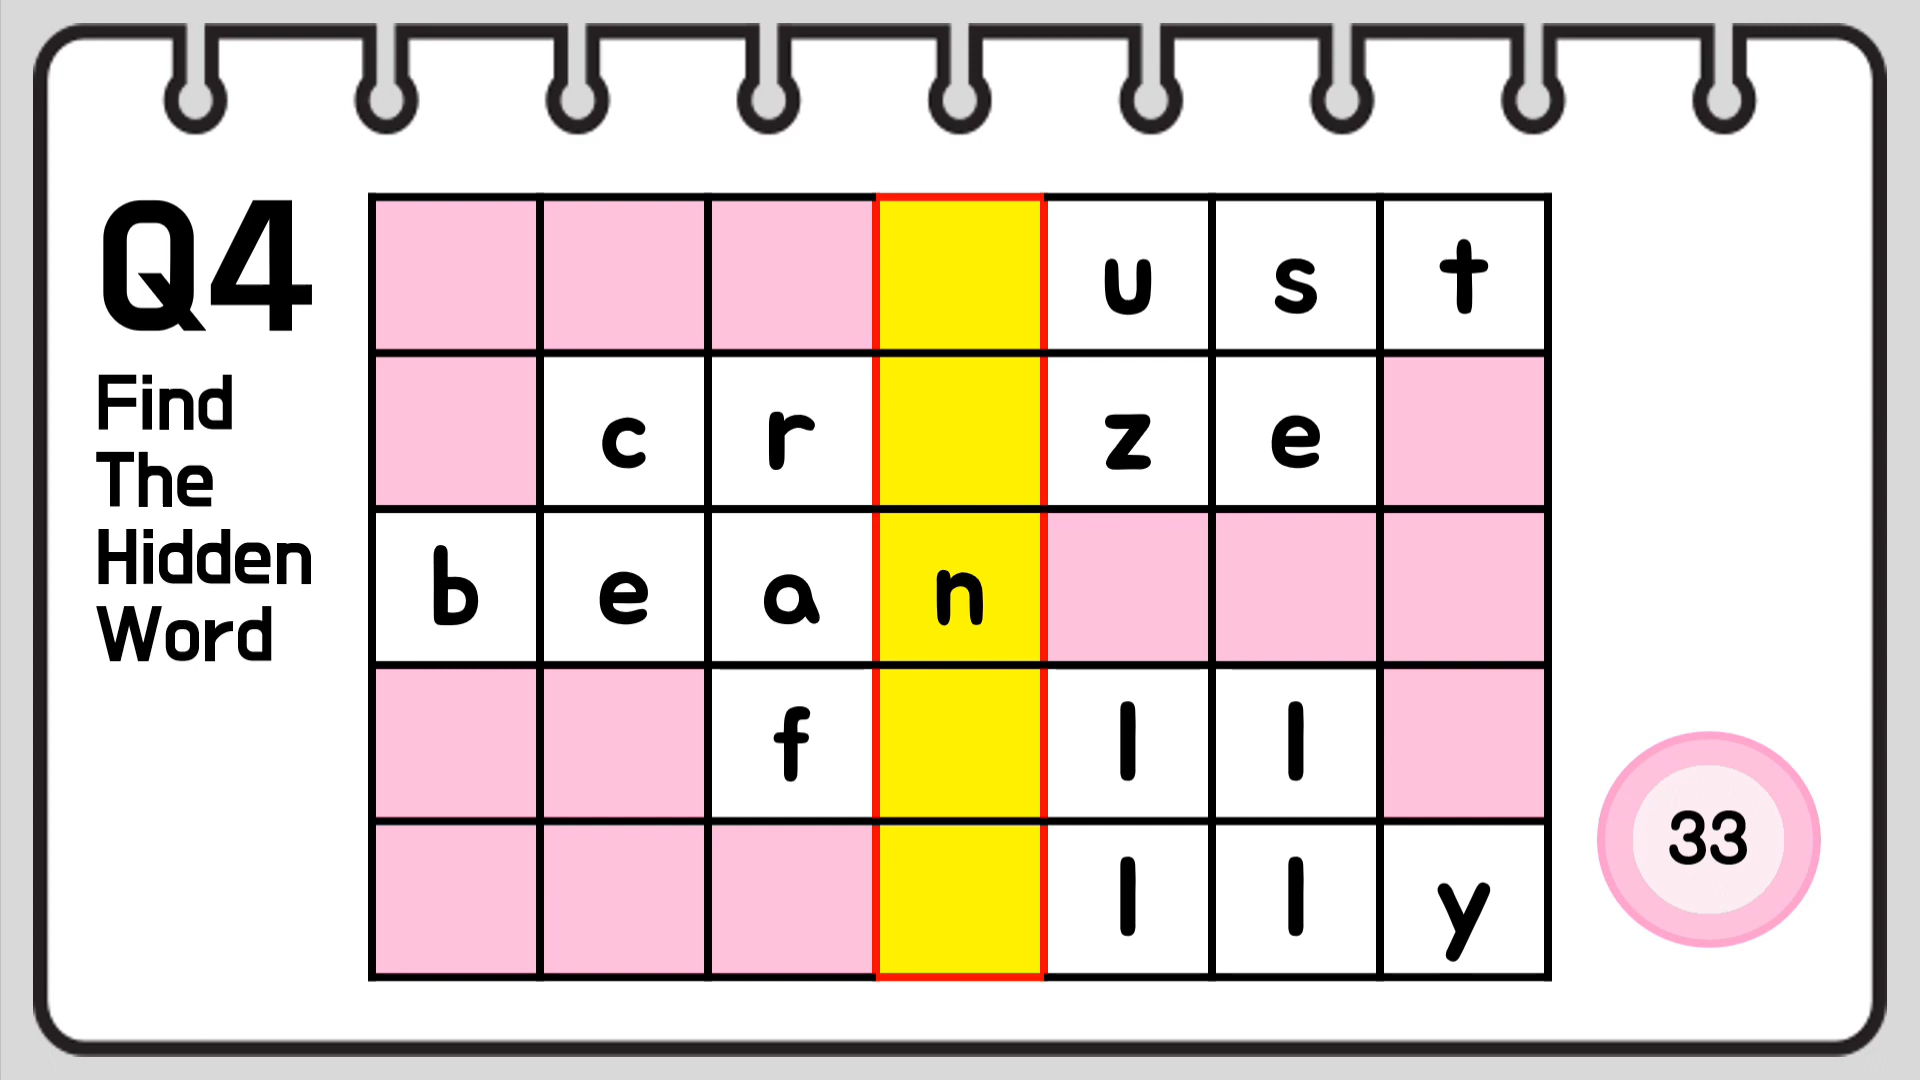 Q4
Find
The
Hidden
Word
u s t
c r z e
b e a n
f l l
l l y
33